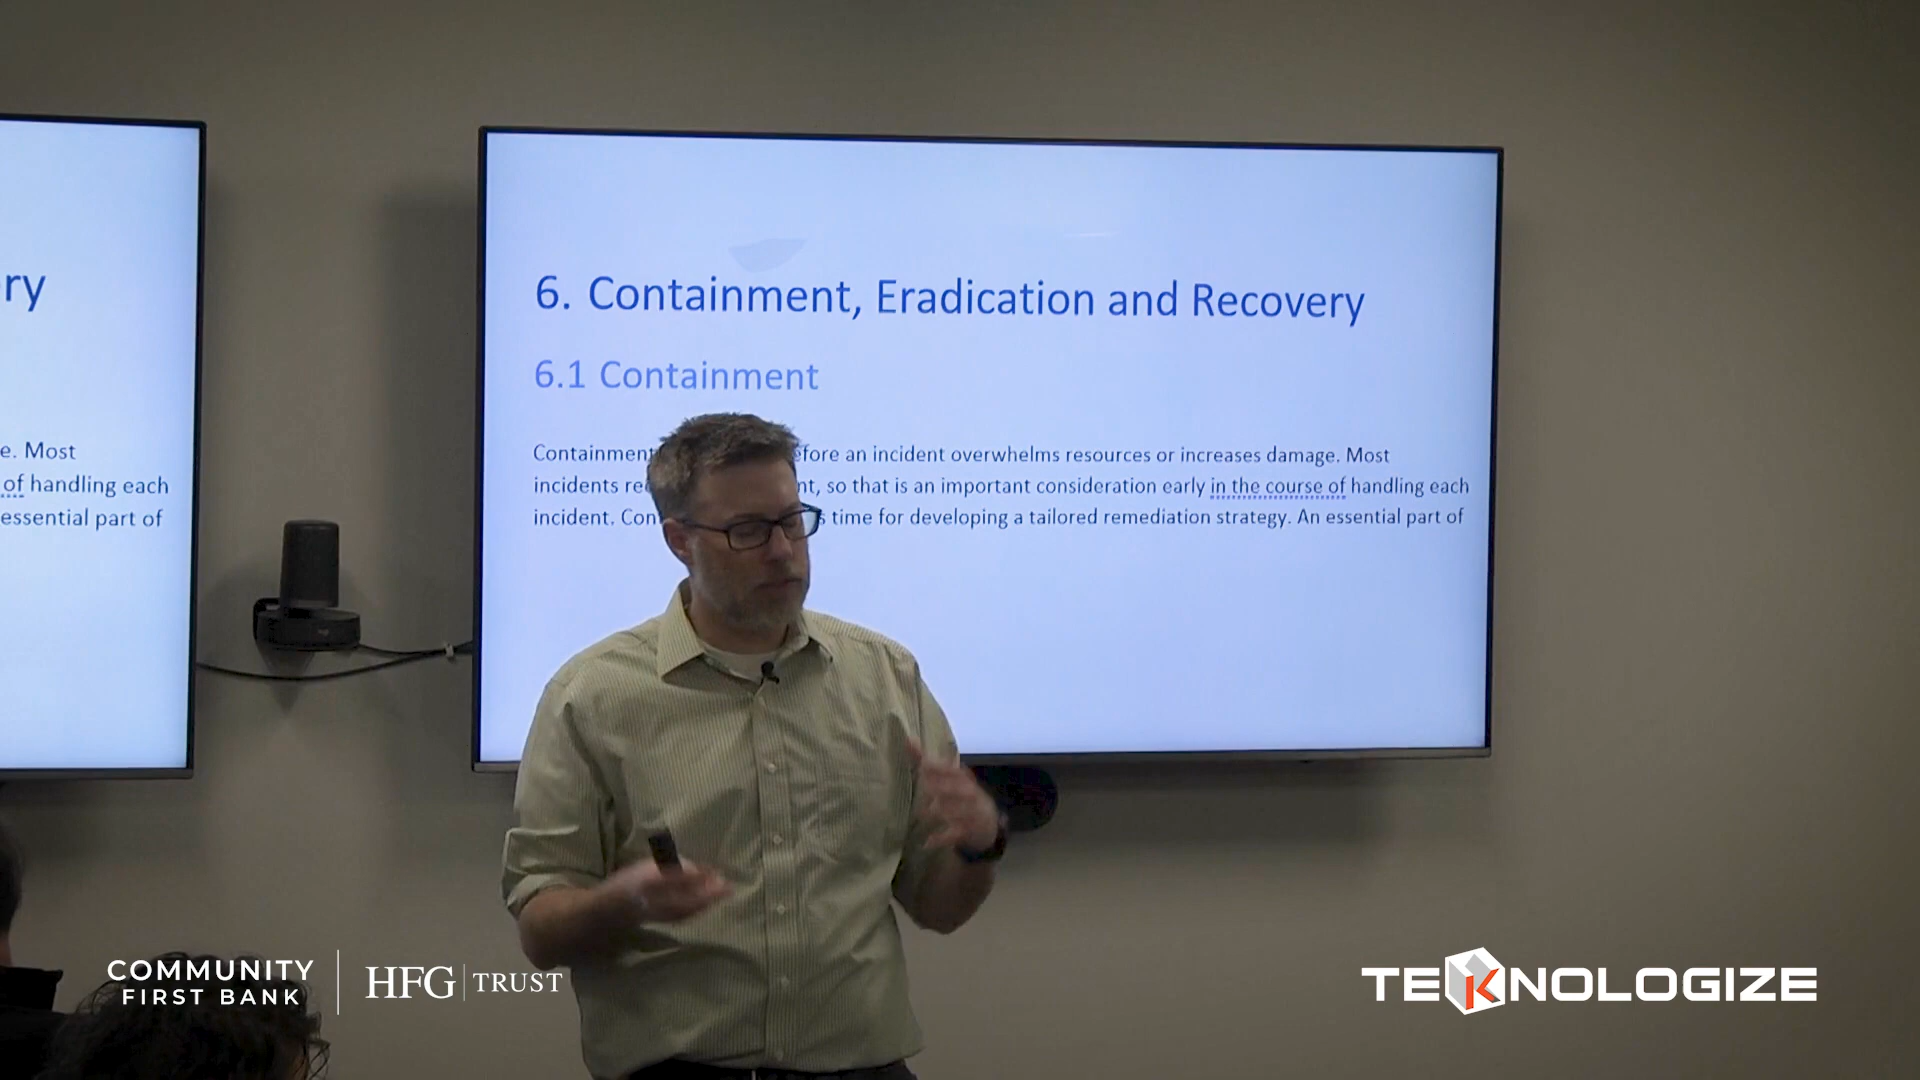 ry
e. Most
of handling each
essential part of
6. Containment, Eradication and Recovery
6.1 Containment
Containment fore an incident overwhelms resources or increases damage. Most
incidents re nt, so that is an important consideration early in the course of handling each
incident. Con s time for developing a tailored remediation strategy. An essential part of
COMMUNITY
FIRST BANK
HFG TRUST
TEKNOLOGIZE